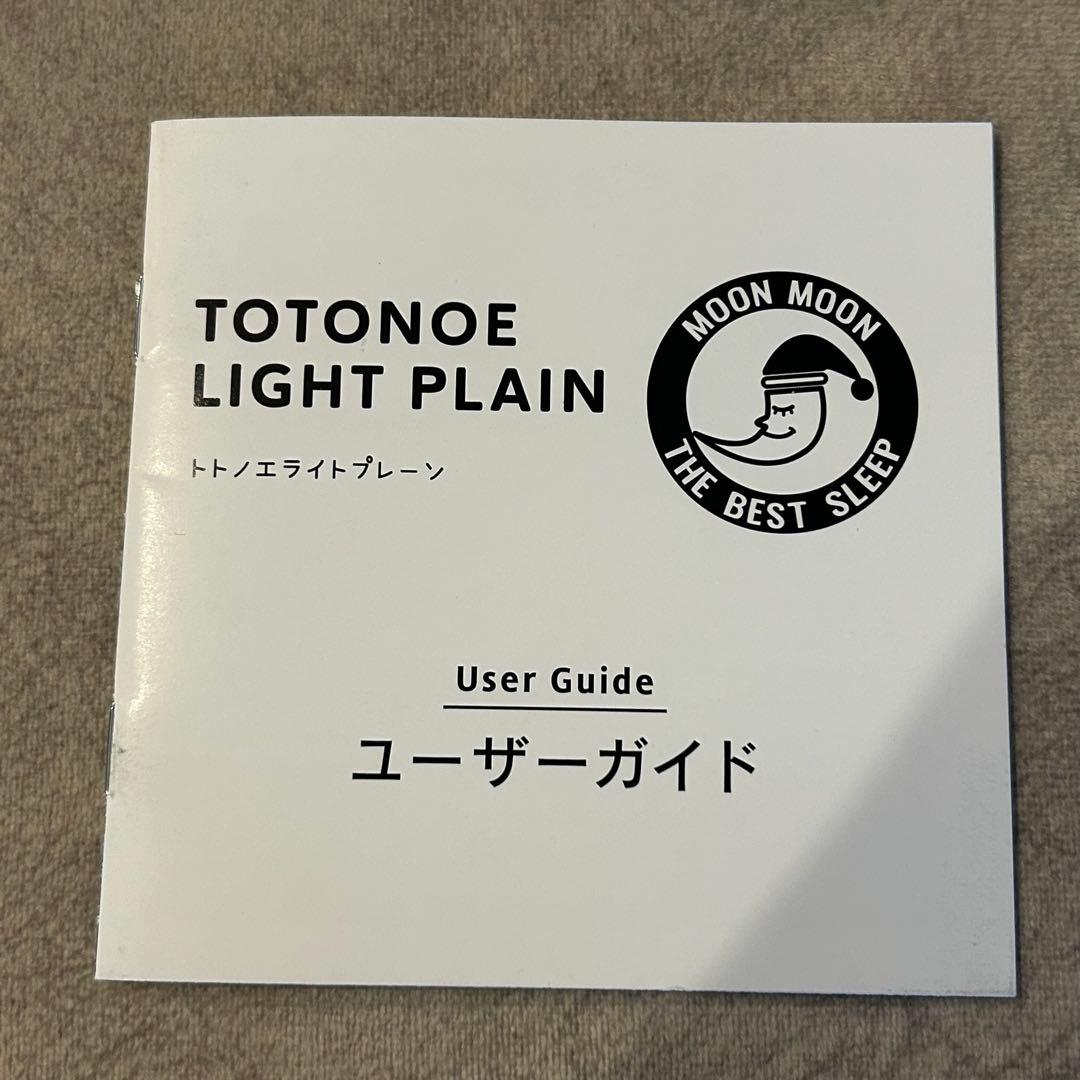 TOTONOE
LIGHT PLAIN
トトノエライトプレーン
MOON MOON
THE BEST SLEEP
User Guide
ユーザーガイド